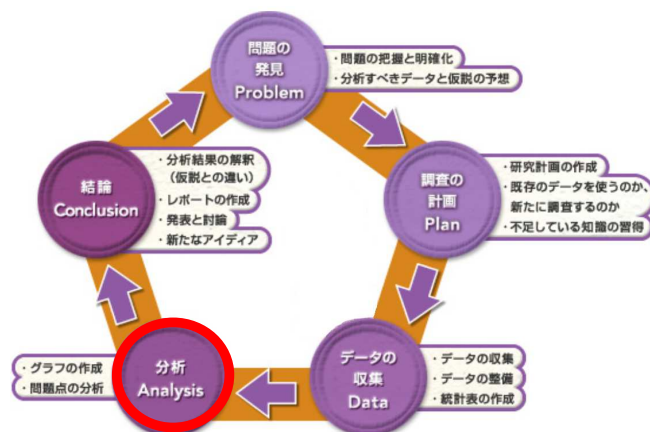 問題の
発見
Problem
・問題の把握と明確化
・分析すべきデータと仮説の予想
調査の
計画
Plan
・研究計画の作成
・既存のデータを使うのか、
新たに調査するのか
・不足している知識の習得
データの
収集
Data
・データの収集
・データの整備
・統計表の作成
分析
Analysis
・グラフの作成
・問題点の分析
結論
Conclusion
・分析結果の解釈
（仮説との違い）
・レポートの作成
・発表と討論
・新たなアイディア